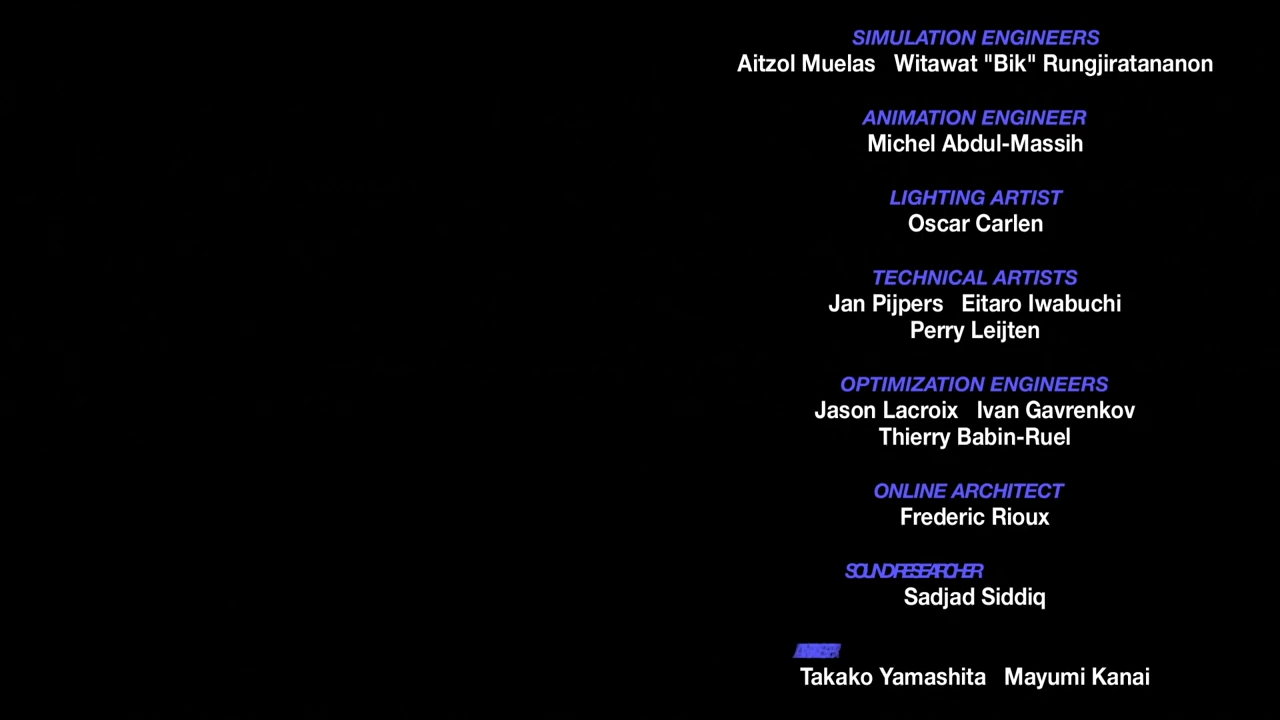 SIMULATION ENGINEERS
Aitzol Muelas Witawat "Bik" Rungjiratananon
ANIMATION ENGINEER
Michel Abdul-Massih
LIGHTING ARTIST
Oscar Carlen
TECHNICAL ARTISTS
Jan Pijpers Eitaro Iwabuchi
Perry Leijten
OPTIMIZATION ENGINEERS
Jason Lacroix Ivan Gavrenkov
Thierry Babin-Ruel
ONLINE ARCHITECT
Frederic Rioux
SOUND RESEARCHER
Sadjad Siddiq
Takako Yamashita Mayumi Kanai